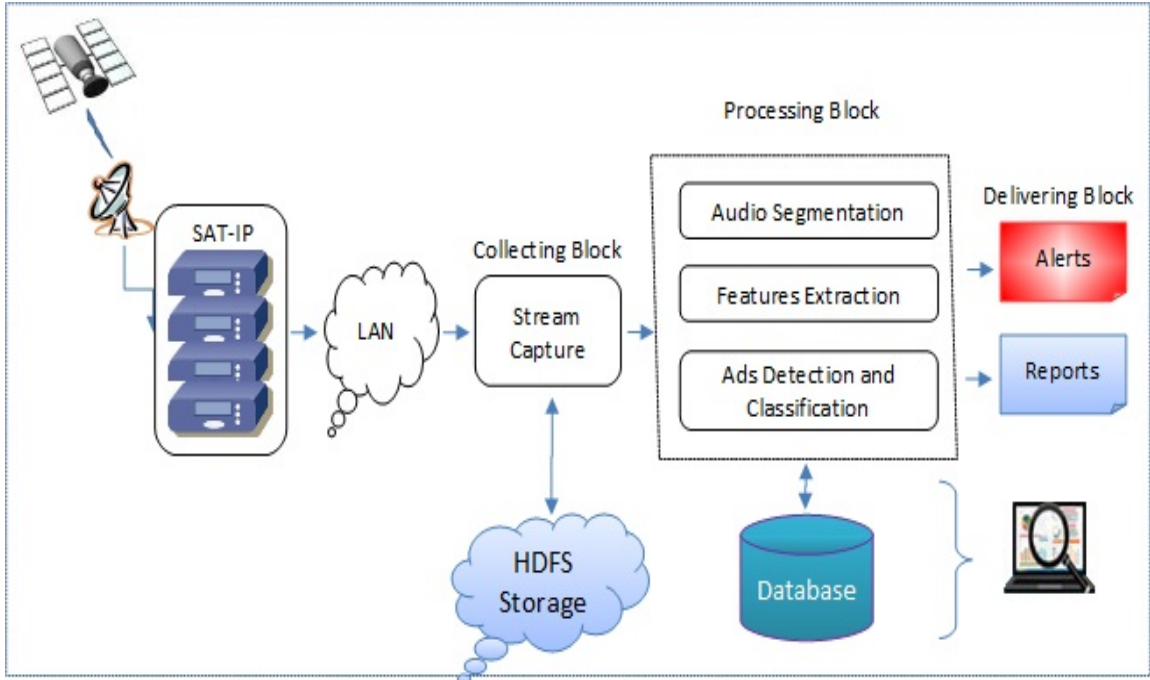 Processing Block
SAT-IP
LAN
Collecting Block
Stream
Capture
HDFS
Storage
Audio Segmentation
Features Extraction
Ads Detection and
Classification
Database
Delivering Block
Alerts
Reports